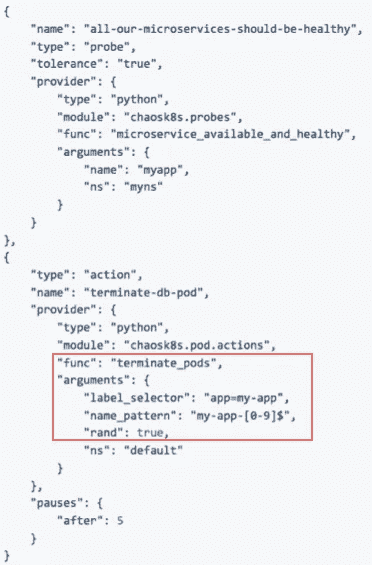 {
    "name": "all-our-microservices-should-be-healthy",
    "type": "probe",
    "tolerance": "true",
    "provider": {
        "type": "python",
        "module": "chaosk8s.probes",
        "func": "microservice_available_and_healthy",
        "arguments": {
            "name": "myapp",
            "ns": "myns"
        }
    }
},
{
    "type": "action",
    "name": "terminate-db-pod",
    "provider": {
        "type": "python",
        "module": "chaosk8s.pod.actions",
        "func": "terminate_pods",
        "arguments": {
            "label_selector": "app=my-app",
            "name_pattern": "my-app-[0-9]$",
            "rand": true,
            "ns": "default"
        }
    },
    "pauses": {
        "after": 5
    }
}